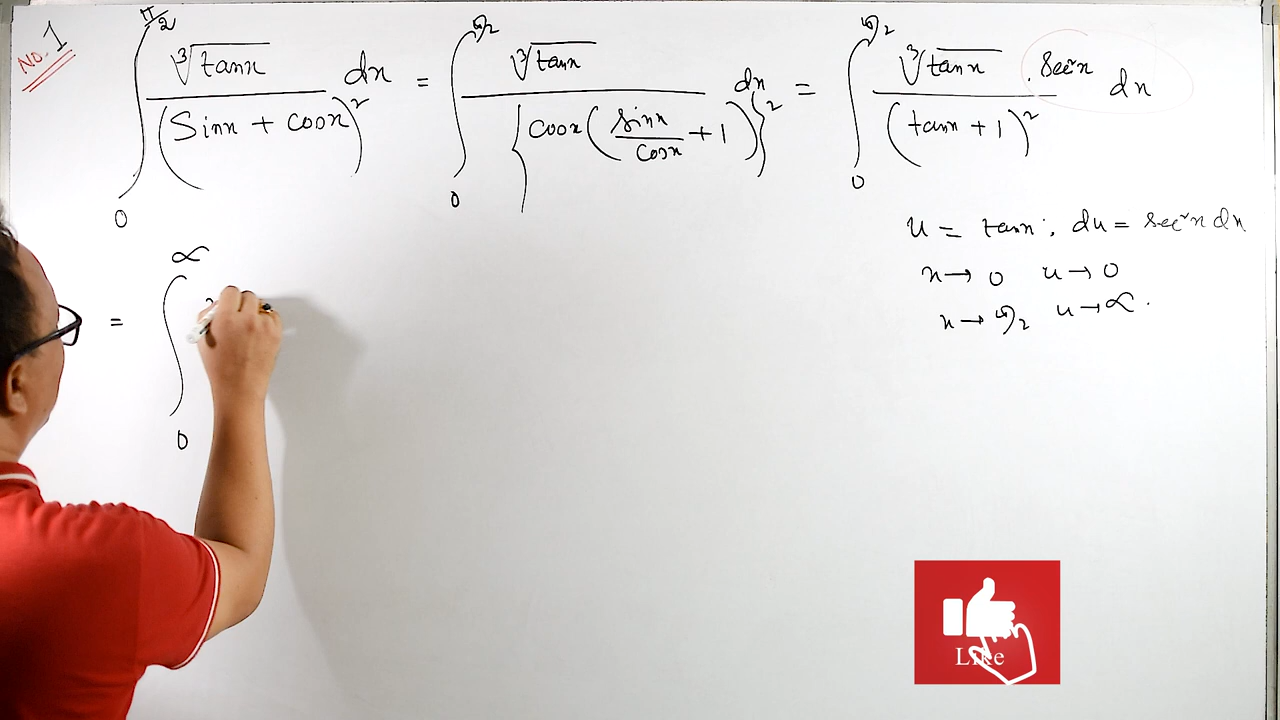 No. 1
∫₀^{π/2} ∛tanx / (Sinx + cosx)² dx = ∫₀^{π/2} ∛tanx / {cosx (sinx/cosx + 1)}² dx = ∫₀^{π/2} ∛tanx . sec²x / (tanx + 1)² dx
u = tanx ; du = sec²x dx
x → 0 u → 0
x → π/2 u → ∝ .
= ∫₀^∝
Like